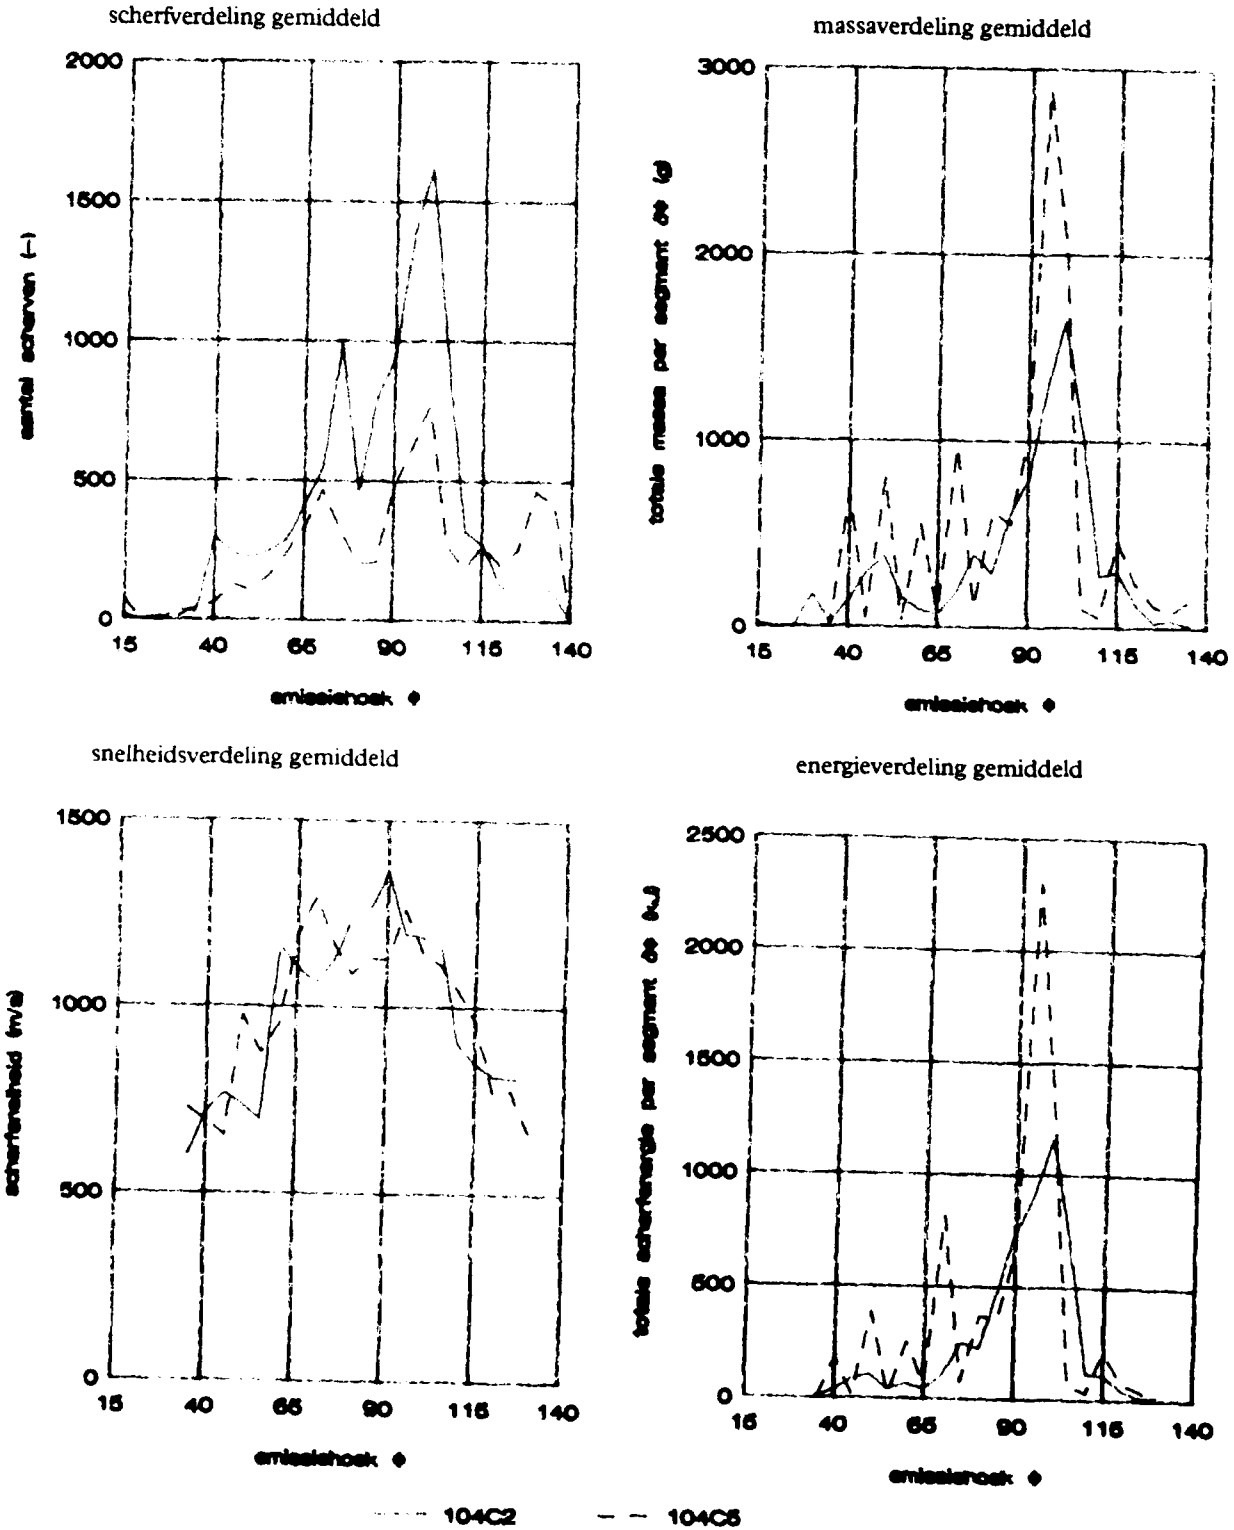 scherfverdeling gemiddeld
2000
1500
1000
500
0
aantal scherven (-)
15 40 65 90 115 140
emissiehoek ϕ
massaverdeling gemiddeld
3000
2000
1000
0
totale massa per segment ∂ϕ (g)
15 40 65 90 115 140
emissiehoek ϕ
snelheidsverdeling gemiddeld
1500
1000
500
0
scherfsnelheid (m/s)
15 40 65 90 115 140
emissiehoek ϕ
energieverdeling gemiddeld
2500
2000
1500
1000
500
0
totale scherfenergie per segment ∂ϕ (kJ)
15 40 65 90 115 140
emissiehoek ϕ
104C2 104C5